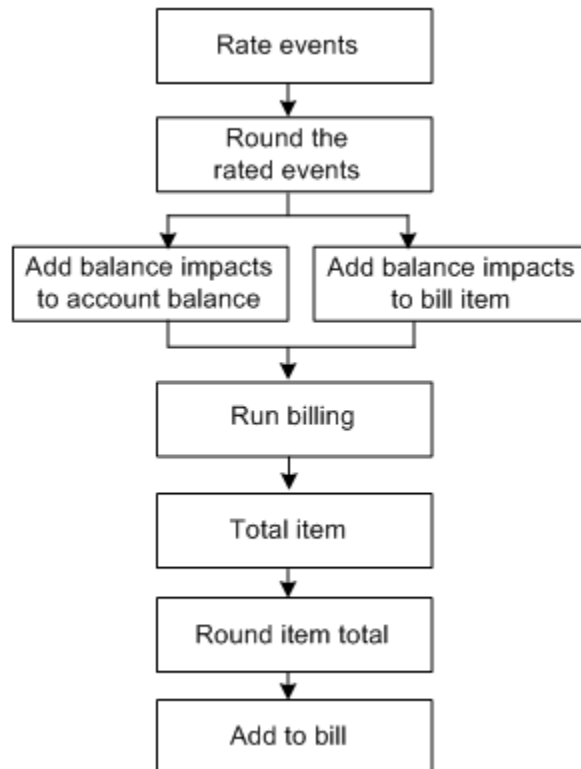 Rate events
Round the
rated events
Add balance impacts
to account balance
Add balance impacts
to bill item
Run billing
Total item
Round item total
Add to bill